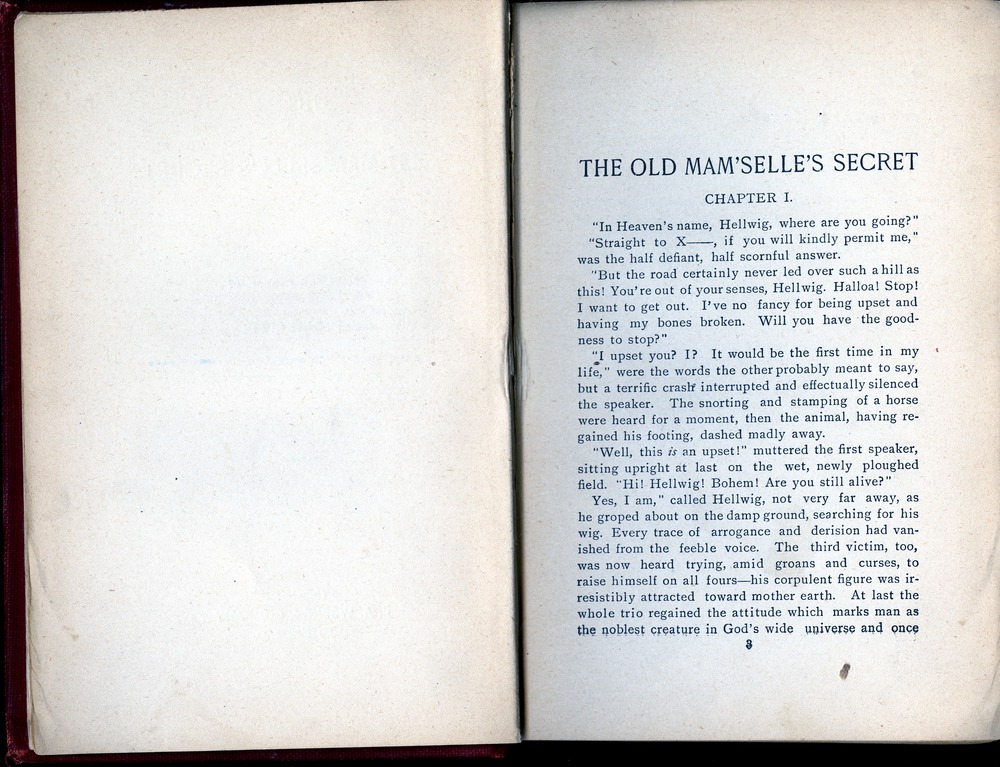 THE OLD MAM'SELLE'S SECRET
CHAPTER I.
"In Heaven's name, Hellwig, where are you going?"
"Straight to X——, if you will kindly permit me,"
was the half defiant, half scornful answer.
"But the road certainly never led over such a hill as
this! You're out of your senses, Hellwig. Halloa! Stop!
I want to get out. I've no fancy for being upset and
having my bones broken. Will you have the good-
ness to stop?"
"I upset you? I? It would be the first time in my
life," were the words the other probably meant to say,
but a terrific crash interrupted and effectually silenced
the speaker. The snorting and stamping of a horse
were heard for a moment, then the animal, having re-
gained his footing, dashed madly away.
"Well, this is an upset!" muttered the first speaker,
sitting upright at last on the wet, newly ploughed
field. "Hi! Hellwig! Bohem! Are you still alive?"
Yes, I am," called Hellwig, not very far away, as
he groped about on the damp ground, searching for his
wig. Every trace of arrogance and derision had van-
ished from the feeble voice. The third victim, too,
was now heard trying, amid groans and curses, to
raise himself on all fours—his corpulent figure was ir-
resistibly attracted toward mother earth. At last the
whole trio regained the attitude which marks man as
the noblest creature in God's wide universe and once
3